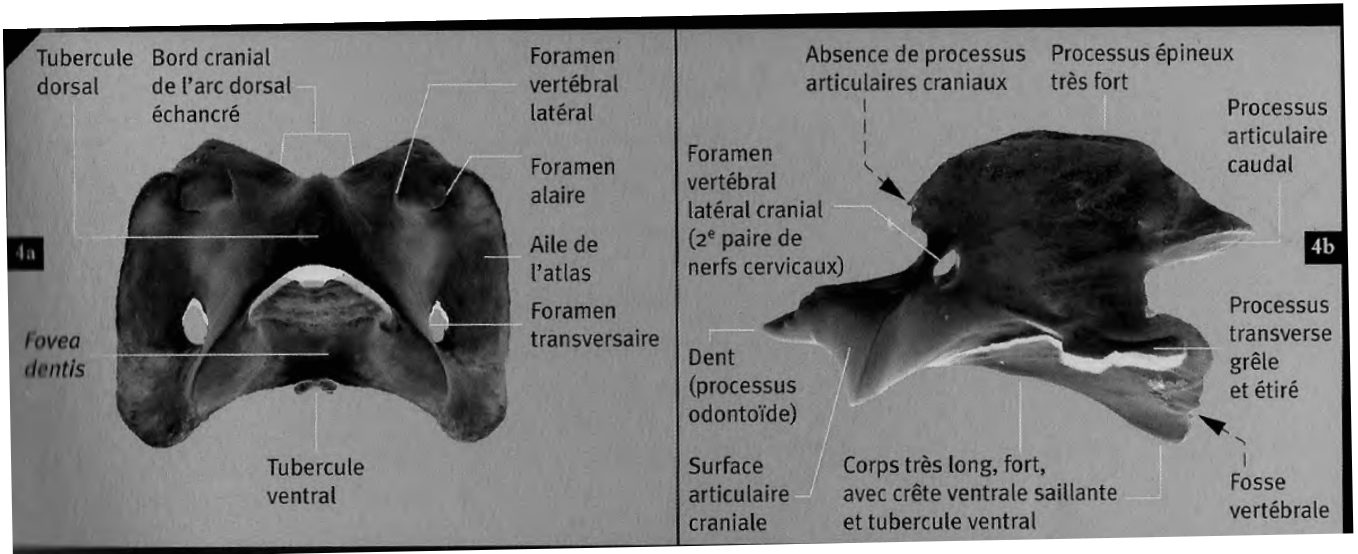 Tubercule
dorsal
Bord cranial
de l'arc dorsal
échancré
Foramen
vertébral
latéral
Foramen
alaire
Aile de
l'atlas
Foramen
transversaire
4a
Fovea
dentis
Tubercule
ventral
Absence de processus
articulaires craniaux
Processus épineux
très fort
Processus
articulaire
caudal
Foramen
vertébral
latéral cranial
(2e paire de
nerfs cervicaux)
4b
Processus
transverse
grêle
et étiré
Dent
(processus
odontoïde)
Surface
articulaire
craniale
Corps très long, fort,
avec crête ventrale saillante
et tubercule ventral
Fosse
vertébrale